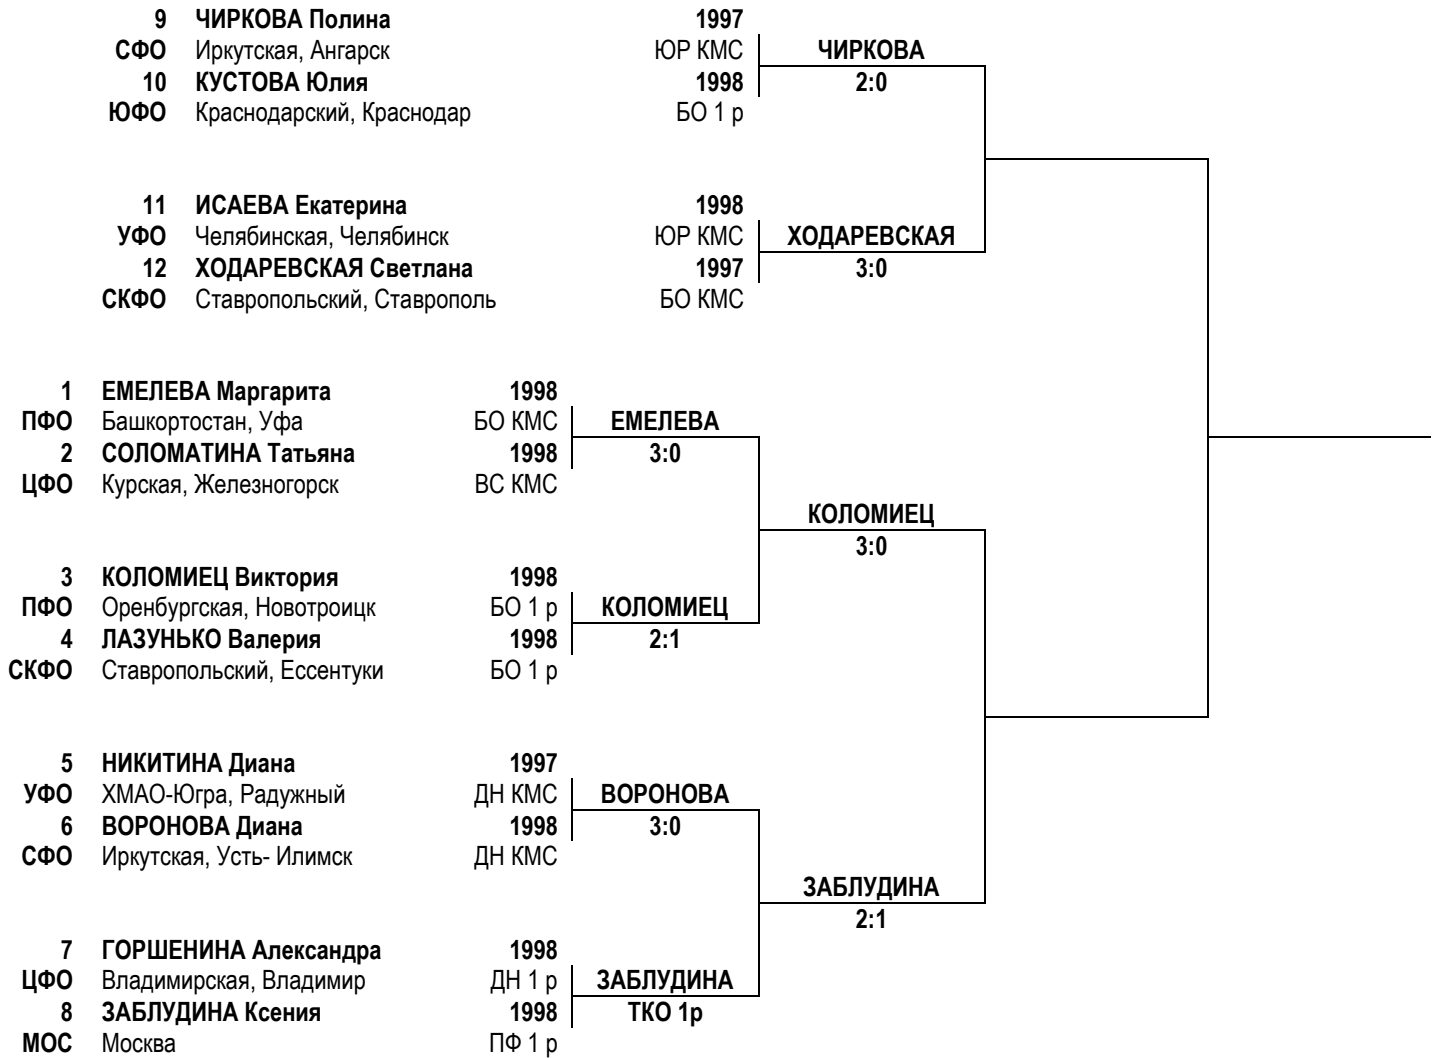 9 ЧИРКОВА Полина 1997
СФО Иркутская, Ангарск ЮР КМС ЧИРКОВА
10 КУСТОВА Юлия 1998 2:0
ЮФО Краснодарский, Краснодар БО 1 р
11 ИСАЕВА Екатерина 1998
УФО Челябинская, Челябинск ЮР КМС ХОДАРЕВСКАЯ
12 ХОДАРЕВСКАЯ Светлана 1997 3:0
СКФО Ставропольский, Ставрополь БО КМС
1 ЕМЕЛЕВА Маргарита 1998
ПФО Башкортостан, Уфа БО КМС ЕМЕЛЕВА
2 СОЛОМАТИНА Татьяна 1998 3:0
ЦФО Курская, Железногорск ВС КМС
КОЛОМИЕЦ
3:0
3 КОЛОМИЕЦ Виктория 1998
ПФО Оренбургская, Новотроицк БО 1 р КОЛОМИЕЦ
4 ЛАЗУНЬКО Валерия 1998 2:1
СКФО Ставропольский, Ессентуки БО 1 р
5 НИКИТИНА Диана 1997
УФО ХМАО-Югра, Радужный ДН КМС ВОРОНОВА
6 ВОРОНОВА Диана 1998 3:0
СФО Иркутская, Усть- Илимск ДН КМС
ЗАБЛУДИНА
2:1
7 ГОРШЕНИНА Александра 1998
ЦФО Владимирская, Владимир ДН 1 р ЗАБЛУДИНА
8 ЗАБЛУДИНА Ксения 1998 ТКО 1р
МОС Москва ПФ 1 р